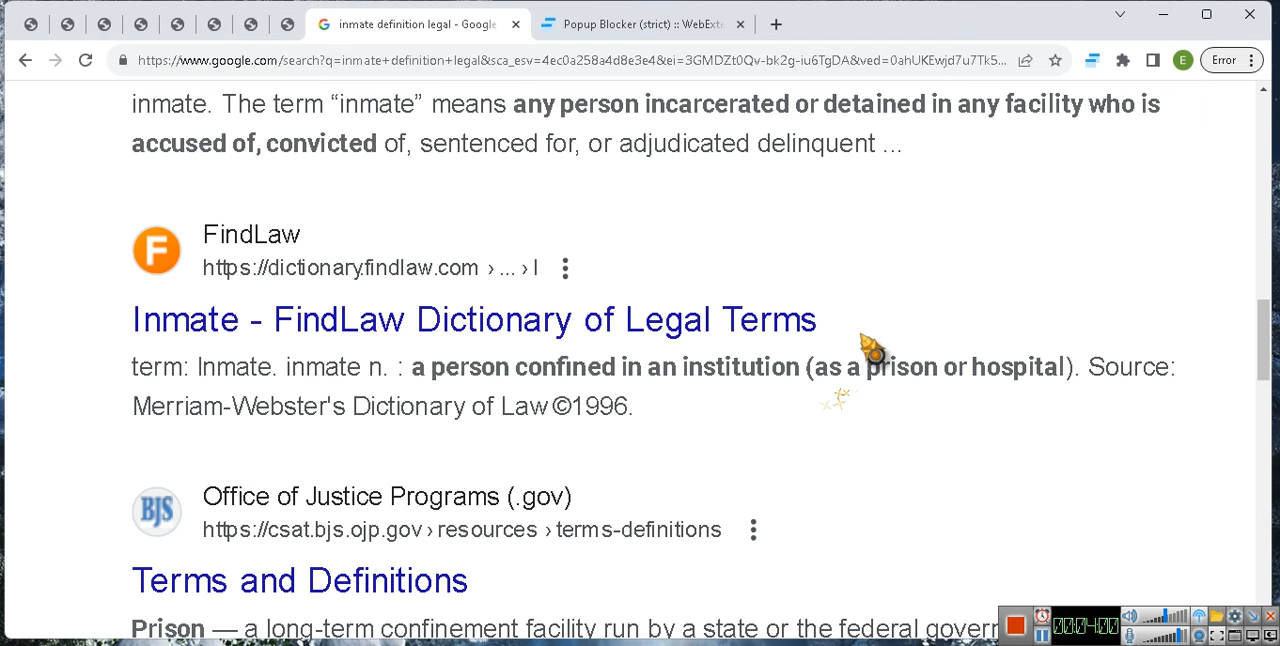 inmate definition legal - Google
Popup Blocker (strict) :: WebExte
https://www.google.com/search?q=inmate+definition+legal&sca_esv=4ec0a258a4d8e3e4&ei=3GMDZt0Qv-bk2g-iu6TgDA&ved=0ahUKEwjd7u7Tk5...
E
Error
inmate. The term “inmate” means any person incarcerated or detained in any facility who is
accused of, convicted of, sentenced for, or adjudicated delinquent ...
F
FindLaw
https://dictionary.findlaw.com › ... › I
Inmate - FindLaw Dictionary of Legal Terms
term: Inmate. inmate n. : a person confined in an institution (as a prison or hospital). Source:
Merriam-Webster's Dictionary of Law ©1996.
BJS
Office of Justice Programs (.gov)
https://csat.bjs.ojp.gov › resources › terms-definitions
Terms and Definitions
Prison — a long-term confinement facility run by a state or the federal govern
00:04:00